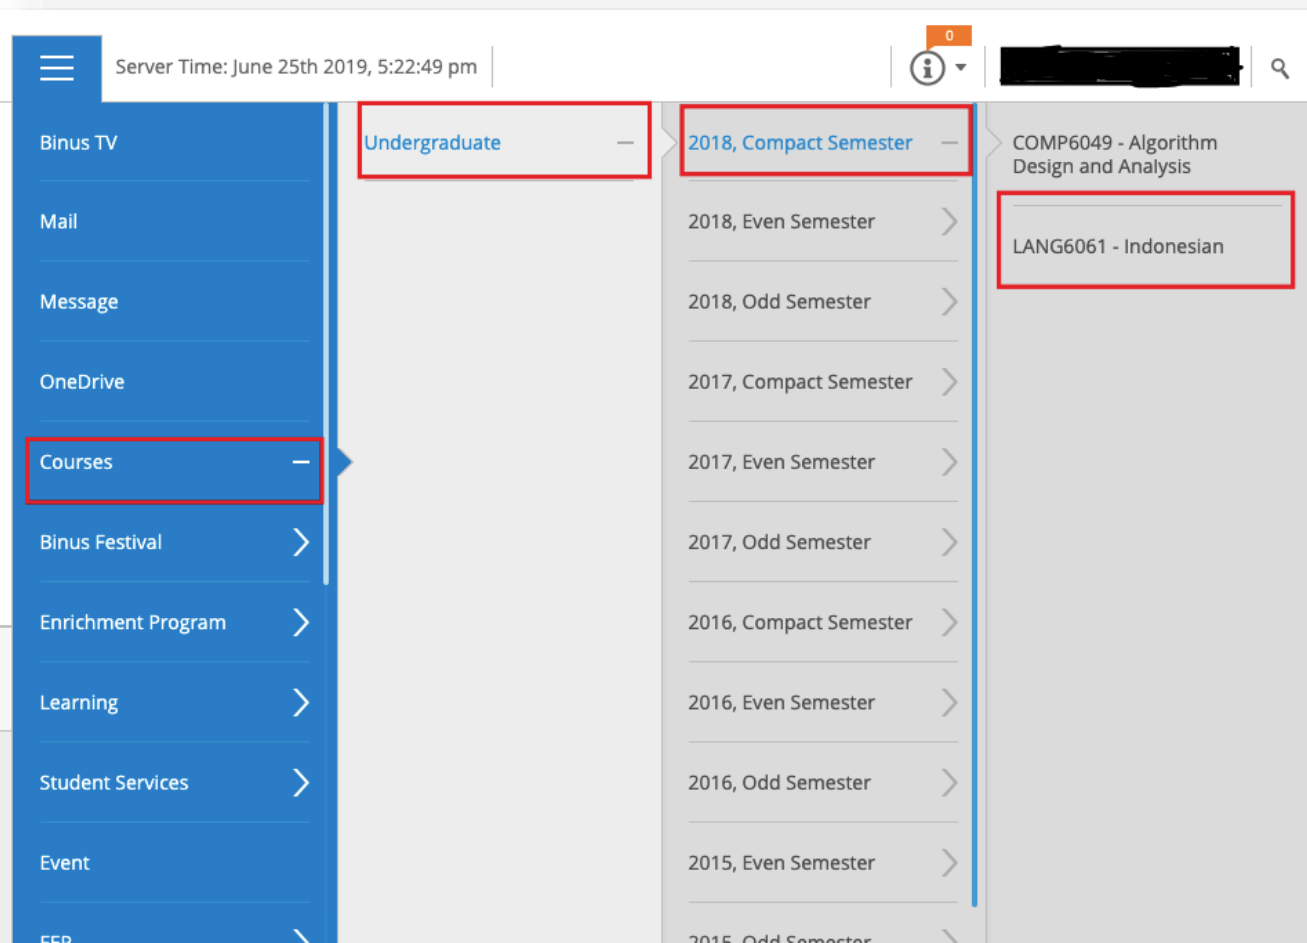 0
Server Time: June 25th 2019, 5:22:49 pm
Binus TV
Mail
Message
OneDrive
Courses
Binus Festival
Enrichment Program
Learning
Student Services
Event
Undergraduate
2018, Compact Semester
2018, Even Semester
2018, Odd Semester
2017, Compact Semester
2017, Even Semester
2017, Odd Semester
2016, Compact Semester
2016, Even Semester
2016, Odd Semester
2015, Even Semester
2015, Odd Semester
COMP6049 - Algorithm
Design and Analysis
LANG6061 - Indonesian